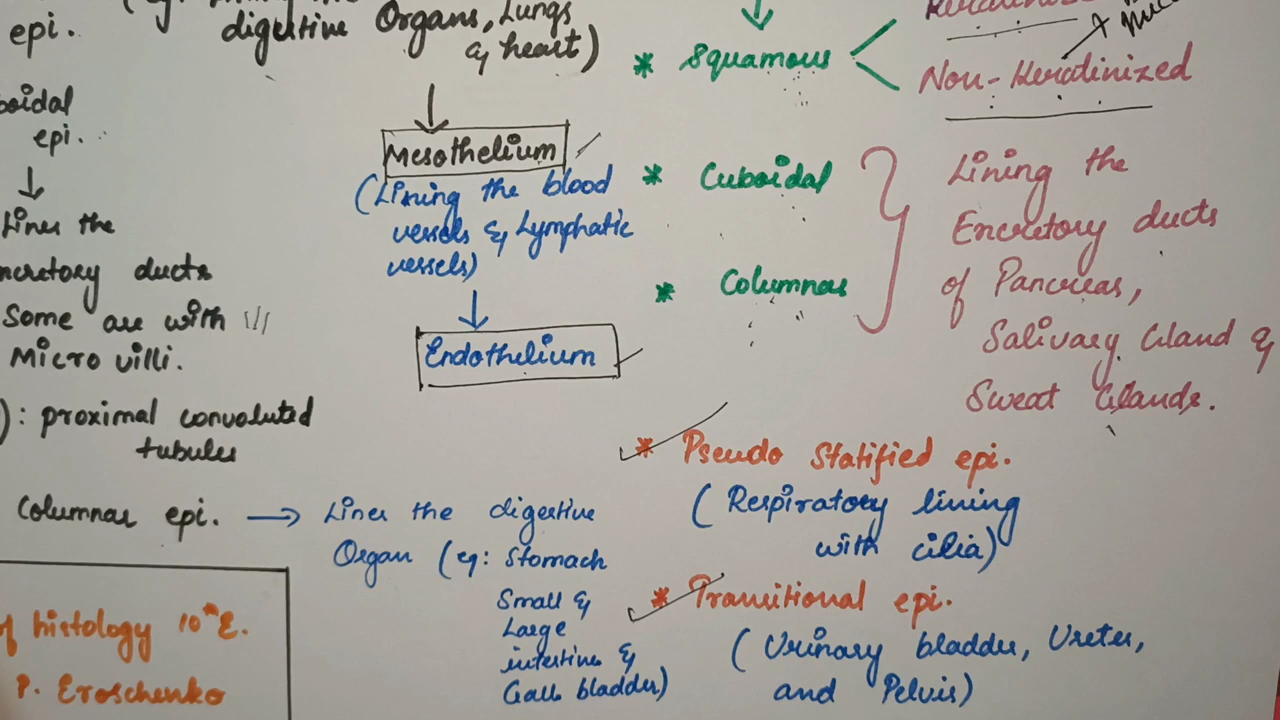 epi.
digestive Organs, Lungs
& heart)
Mesothelium
(Lining the blood
vessels & Lymphatic
vessels)
Endothelium
epi.
Lines the
ducts
Some are with
Micro villi.
): proximal convoluted
tubules
Columnar epi. → Lines the digestive
Organ (eg: Stomach
Small &
Large
intestine &
Gall bladder)
of histology 10th E.
P. Eroschenko
* Squamous
Non-Keratinized
* Cuboidal
* Columnar
Lining the
Excretory ducts
of Pancreas,
Salivary Gland &
Sweat Glands.
* Pseudo Statified epi.
(Respiratory lining
with cilia)
* Transitional epi.
(Urinary bladder, Ureter,
and Pelvis)